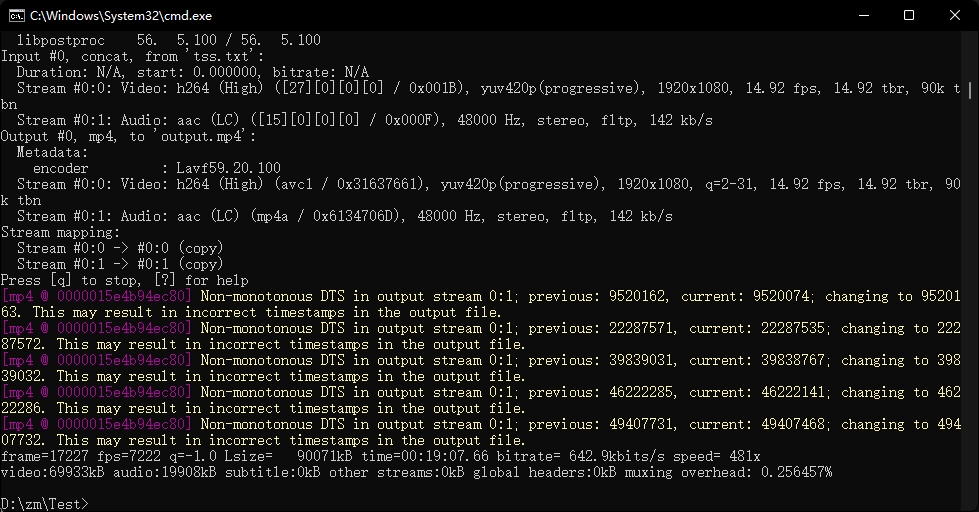 C:\Windows\System32\cmd.exe
libpostproc    56.  5.100 / 56.  5.100
Input #0, concat, from 'tss.txt':
  Duration: N/A, start: 0.000000, bitrate: N/A
  Stream #0:0: Video: h264 (High) ([27][0][0][0] / 0x001B), yuv420p(progressive), 1920x1080, 14.92 fps, 14.92 tbr, 90k t
bn
  Stream #0:1: Audio: aac (LC) ([15][0][0][0] / 0x000F), 48000 Hz, stereo, fltp, 142 kb/s
Output #0, mp4, to 'output.mp4':
  Metadata:
    encoder         : Lavf59.20.100
  Stream #0:0: Video: h264 (High) (avc1 / 0x31637661), yuv420p(progressive), 1920x1080, q=2-31, 14.92 fps, 14.92 tbr, 90
k tbn
  Stream #0:1: Audio: aac (LC) (mp4a / 0x6134706D), 48000 Hz, stereo, fltp, 142 kb/s
Stream mapping:
  Stream #0:0 -> #0:0 (copy)
  Stream #0:1 -> #0:1 (copy)
Press [q] to stop, [?] for help
[mp4 @ 0000015e4b94ec80] Non-monotonous DTS in output stream 0:1; previous: 9520162, current: 9520074; changing to 95201
63. This may result in incorrect timestamps in the output file.
[mp4 @ 0000015e4b94ec80] Non-monotonous DTS in output stream 0:1; previous: 22287571, current: 22287535; changing to 222
87572. This may result in incorrect timestamps in the output file.
[mp4 @ 0000015e4b94ec80] Non-monotonous DTS in output stream 0:1; previous: 39839031, current: 39838767; changing to 398
39032. This may result in incorrect timestamps in the output file.
[mp4 @ 0000015e4b94ec80] Non-monotonous DTS in output stream 0:1; previous: 46222285, current: 46222141; changing to 462
22286. This may result in incorrect timestamps in the output file.
[mp4 @ 0000015e4b94ec80] Non-monotonous DTS in output stream 0:1; previous: 49407731, current: 49407468; changing to 494
07732. This may result in incorrect timestamps in the output file.
frame=17227 fps=7222 q=-1.0 Lsize=   90071kB time=00:19:07.66 bitrate= 642.9kbits/s speed= 481x
video:69933kB audio:19908kB subtitle:0kB other streams:0kB global headers:0kB muxing overhead: 0.256457%
D:\zm\Test>